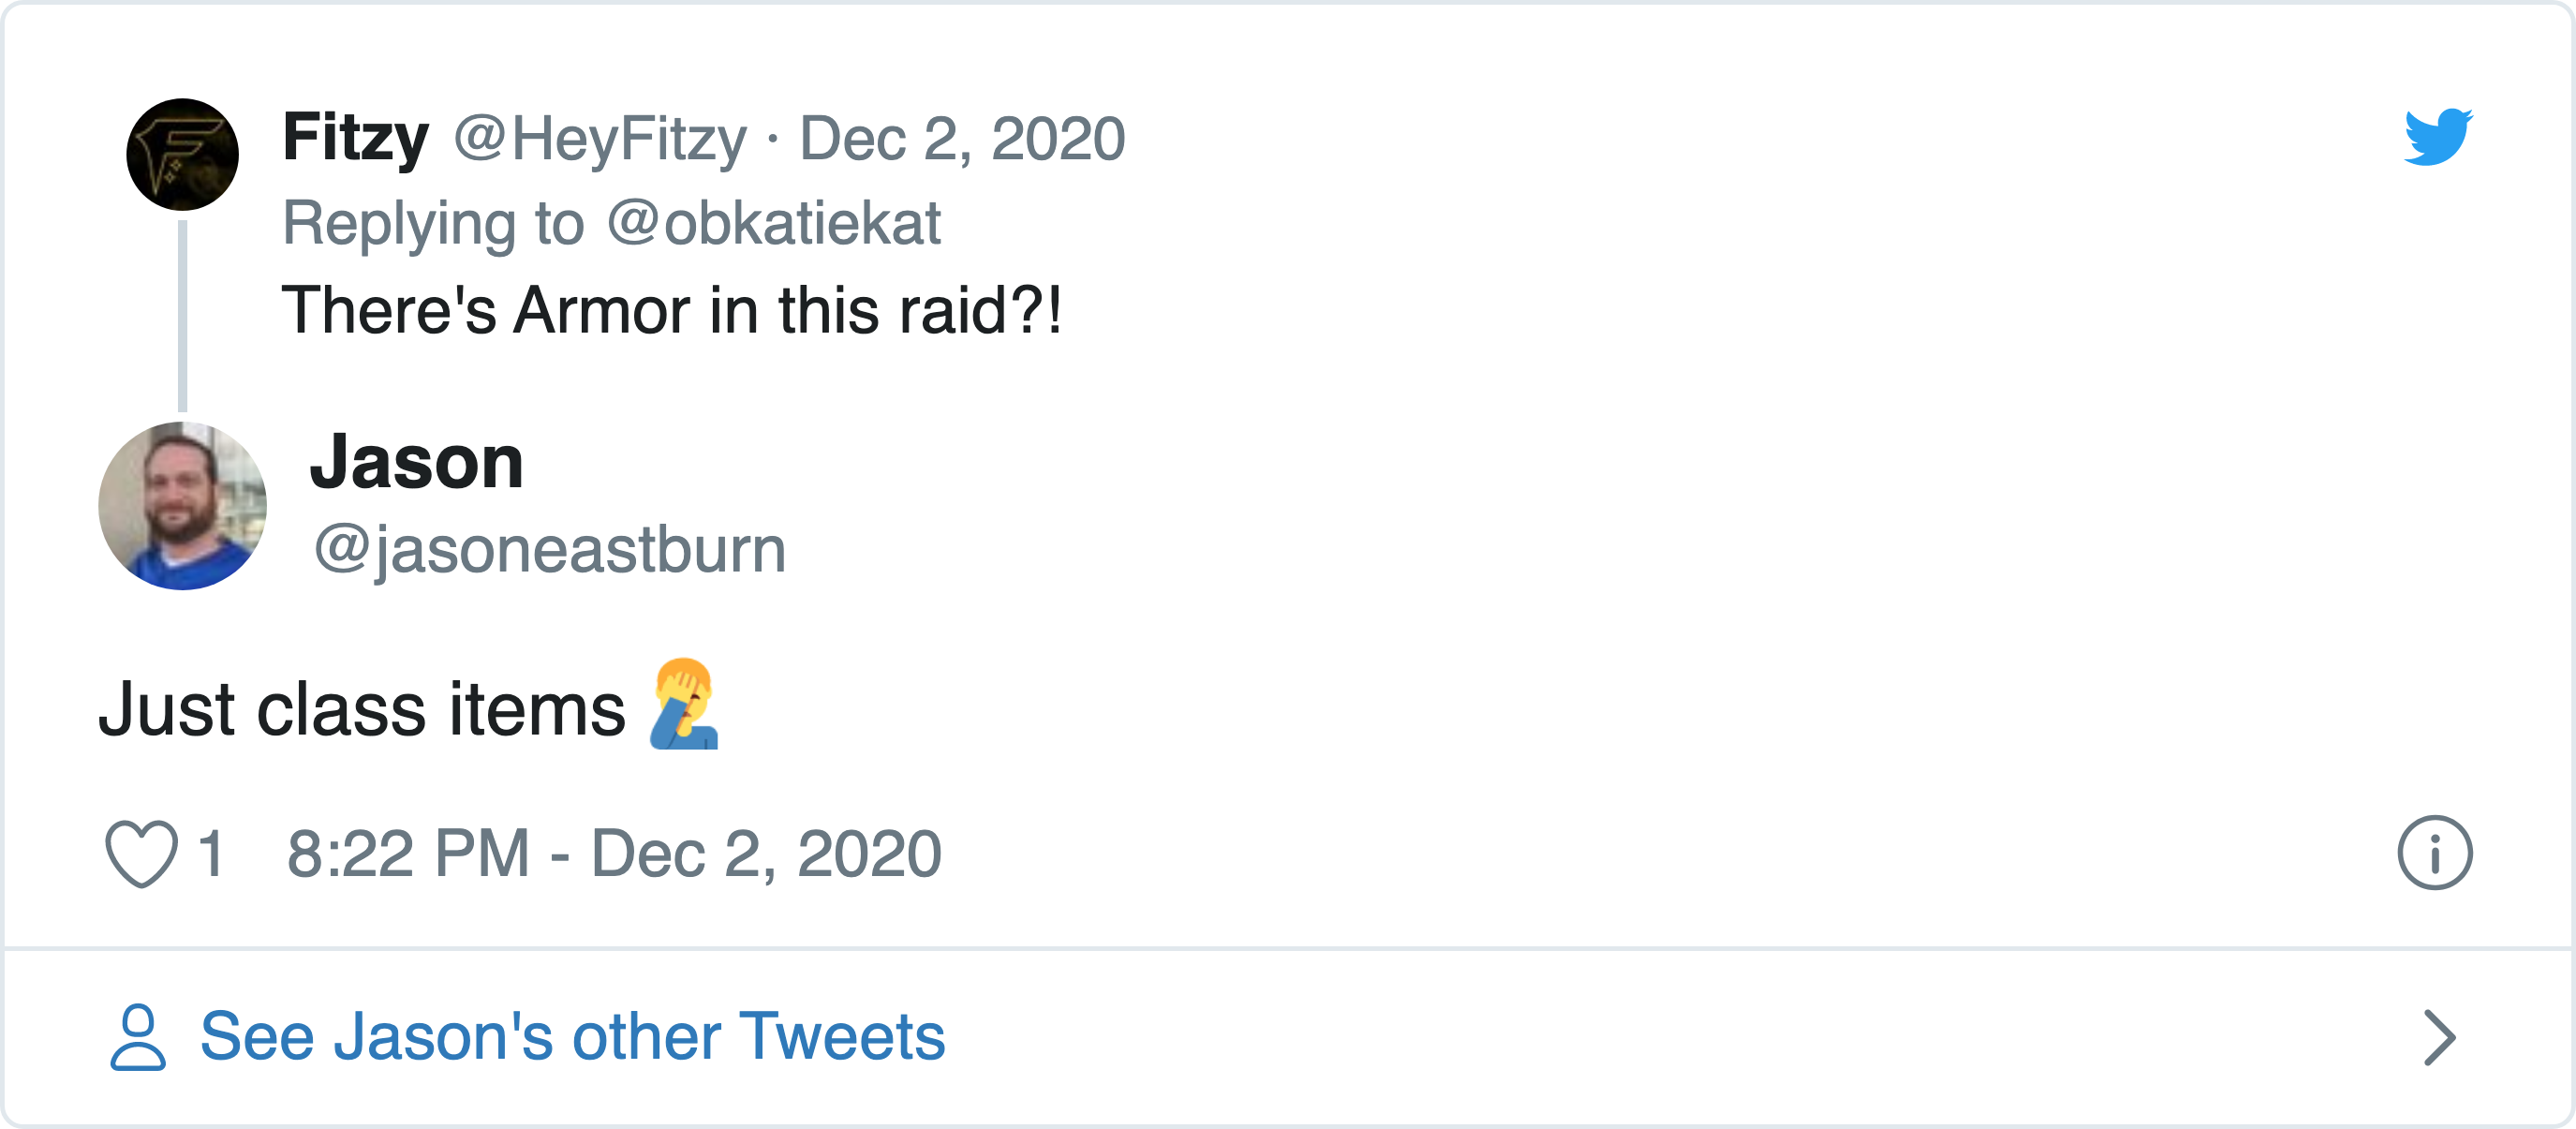 Fitzy @HeyFitzy · Dec 2, 2020
Replying to @obkatiekat
There's Armor in this raid?!
Jason
@jasoneastburn
Just class items 🤦‍♂️
1 8:22 PM - Dec 2, 2020
See Jason's other Tweets